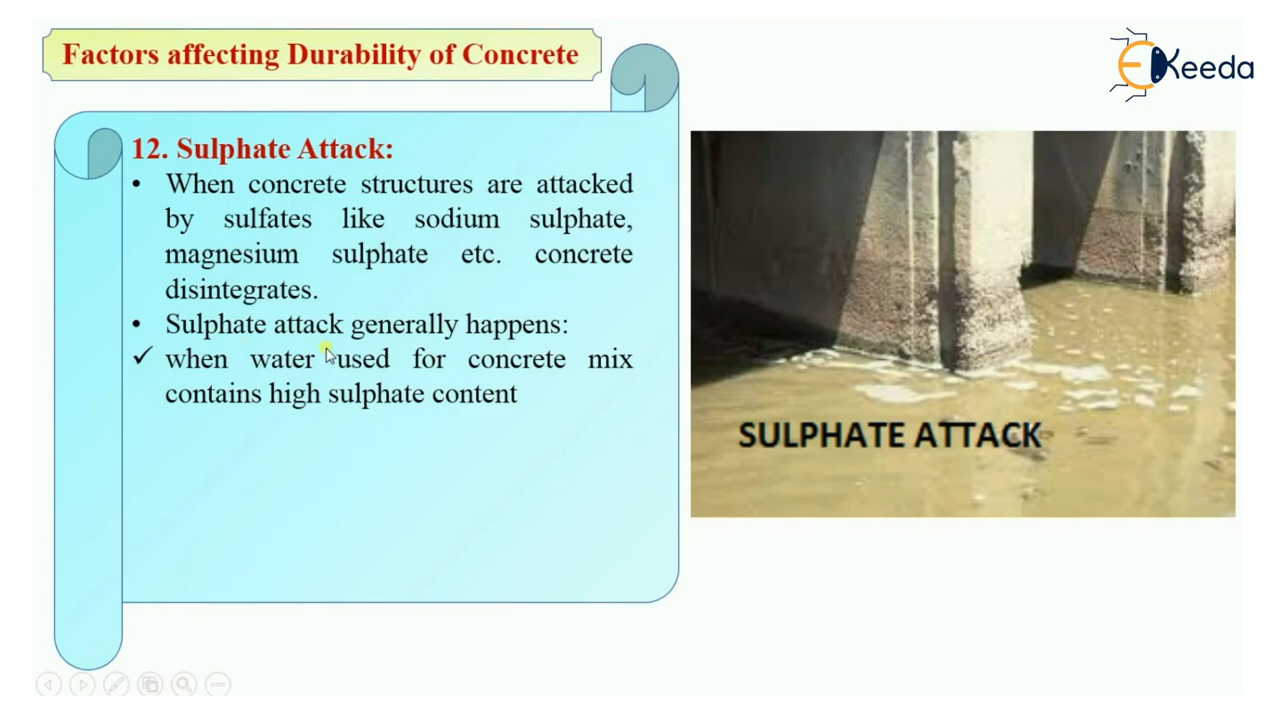 Factors affecting Durability of Concrete
EKeeda
12. Sulphate Attack:
• When concrete structures are attacked
by sulfates like sodium sulphate,
magnesium sulphate etc. concrete
disintegrates.
• Sulphate attack generally happens:
✓ when water used for concrete mix
contains high sulphate content
SULPHATE ATTACK